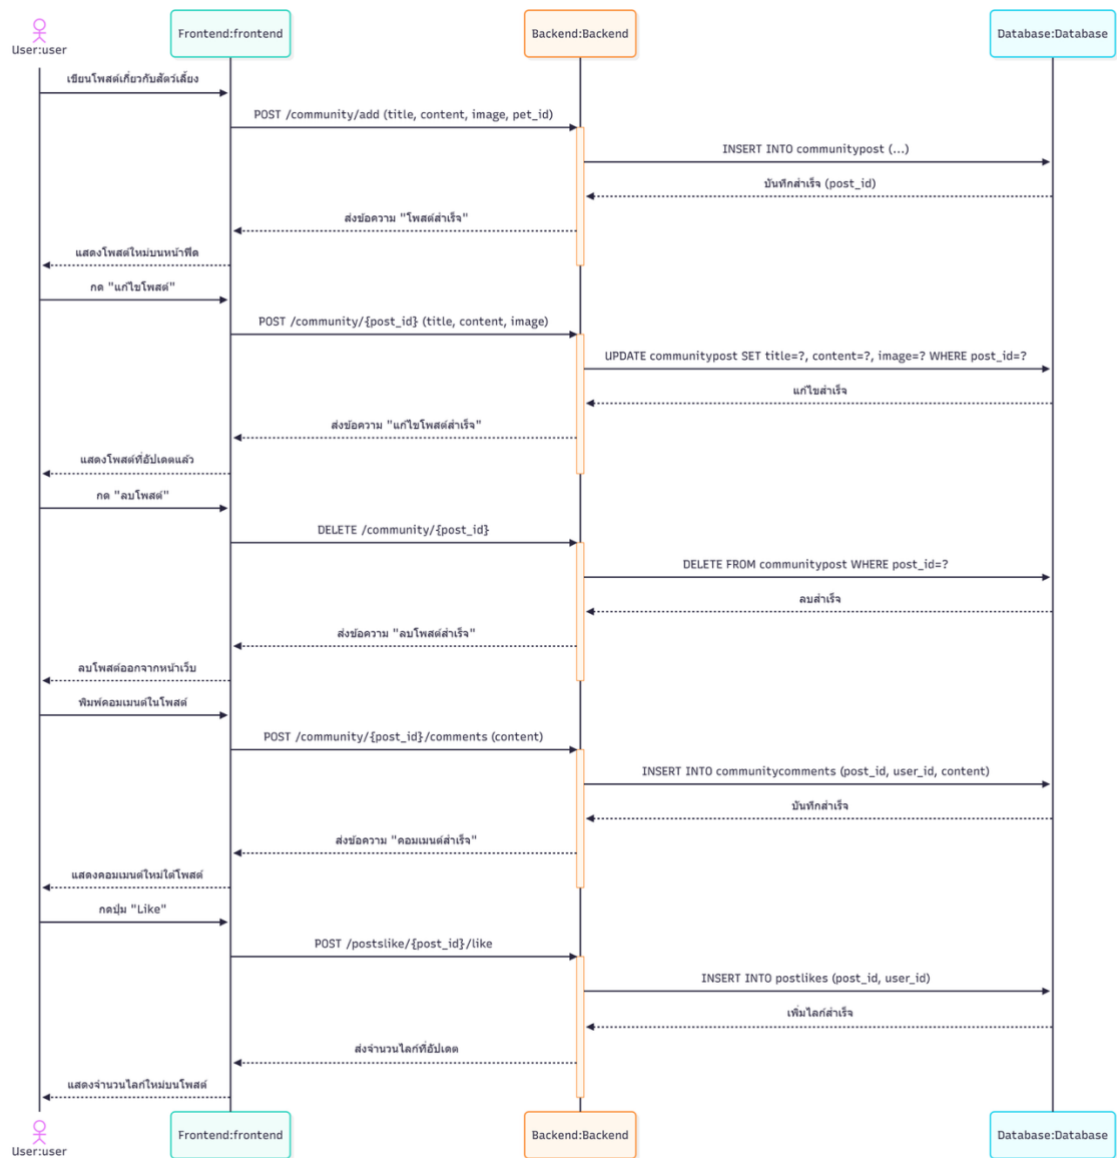 User:user
Frontend:frontend
Backend:Backend
Database:Database
เขียนโพสต์เกี่ยวกับสัตว์เลี้ยง
POST /community/add (title, content, image, pet_id)
INSERT INTO communitypost (...)
บันทึกสำเร็จ (post_id)
ส่งข้อความ "โพสต์สำเร็จ"
แสดงโพสต์ใหม่บนหน้าฟีด
กด "แก้ไขโพสต์"
POST /community/{post_id} (title, content, image)
UPDATE communitypost SET title=?, content=?, image=? WHERE post_id=?
แก้ไขสำเร็จ
ส่งข้อความ "แก้ไขโพสต์สำเร็จ"
แสดงโพสต์ที่อัปเดตแล้ว
กด "ลบโพสต์"
DELETE /community/{post_id}
DELETE FROM communitypost WHERE post_id=?
ลบสำเร็จ
ส่งข้อความ "ลบโพสต์สำเร็จ"
ลบโพสต์ออกจากหน้าเว็บ
พิมพ์คอมเมนต์ในโพสต์
POST /community/{post_id}/comments (content)
INSERT INTO communitycomments (post_id, user_id, content)
บันทึกสำเร็จ
ส่งข้อความ "คอมเมนต์สำเร็จ"
แสดงคอมเมนต์ใหม่ใต้โพสต์
กดปุ่ม "Like"
POST /postslike/{post_id}/like
INSERT INTO postlikes (post_id, user_id)
เพิ่มไลก์สำเร็จ
ส่งจำนวนไลก์ที่อัปเดต
แสดงจำนวนไลก์ใหม่บนโพสต์
User:user
Frontend:frontend
Backend:Backend
Database:Database